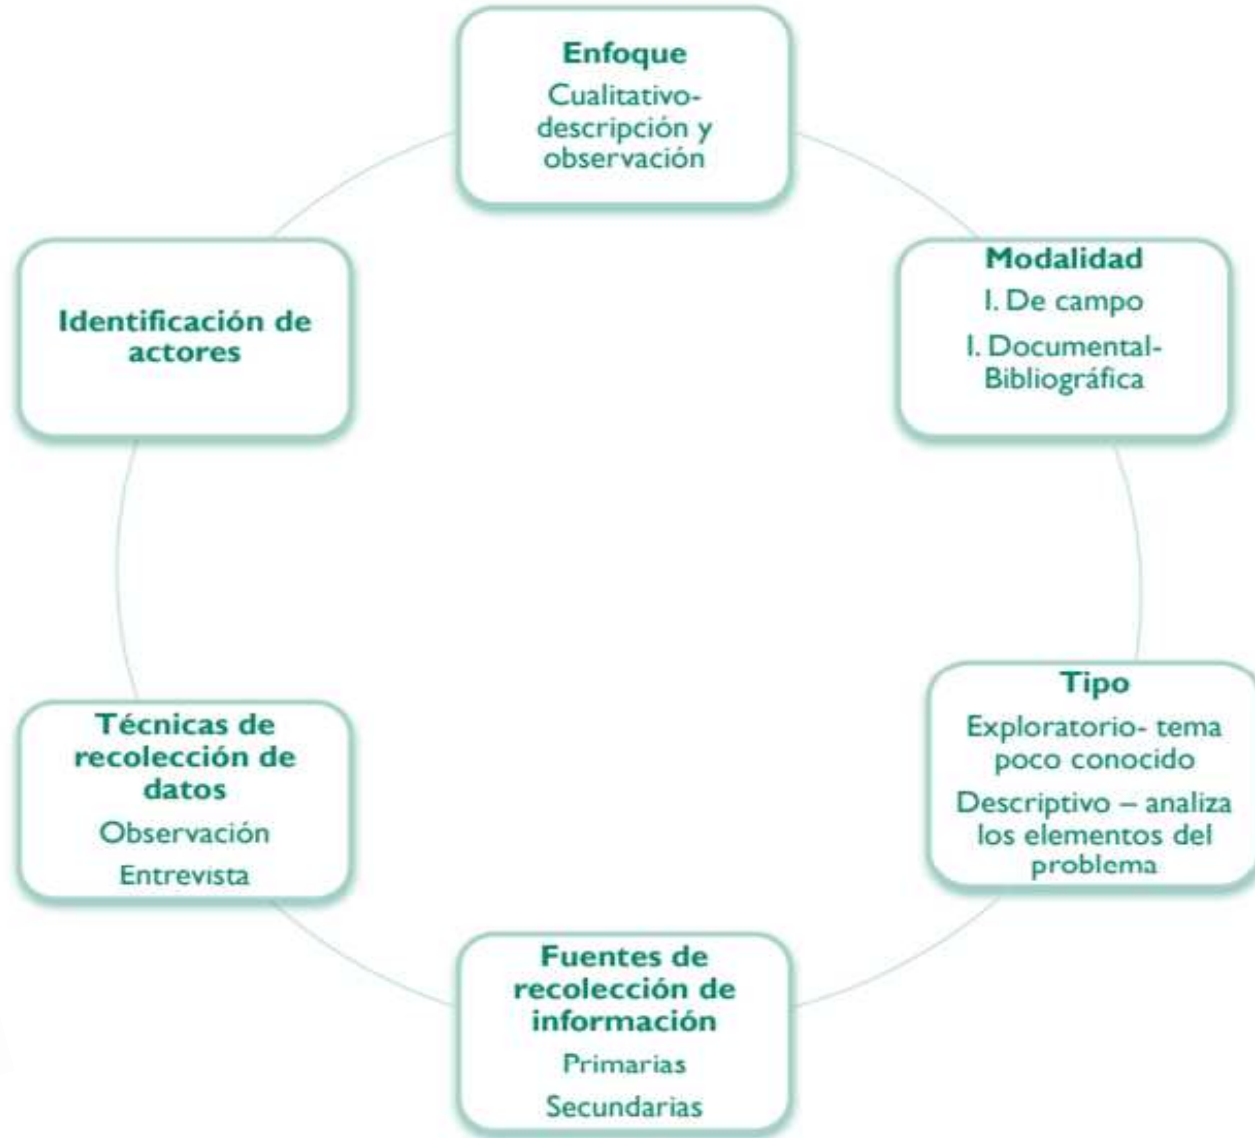 Enfoque
Cualitativo-
descripción y
observación
Modalidad
I. De campo
I. Documental-
Bibliográfica
Tipo
Exploratorio- tema
poco conocido
Descriptivo – analiza
los elementos del
problema
Fuentes de
recolección de
información
Primarias
Secundarias
Técnicas de
recolección de
datos
Observación
Entrevista
Identificación de
actores